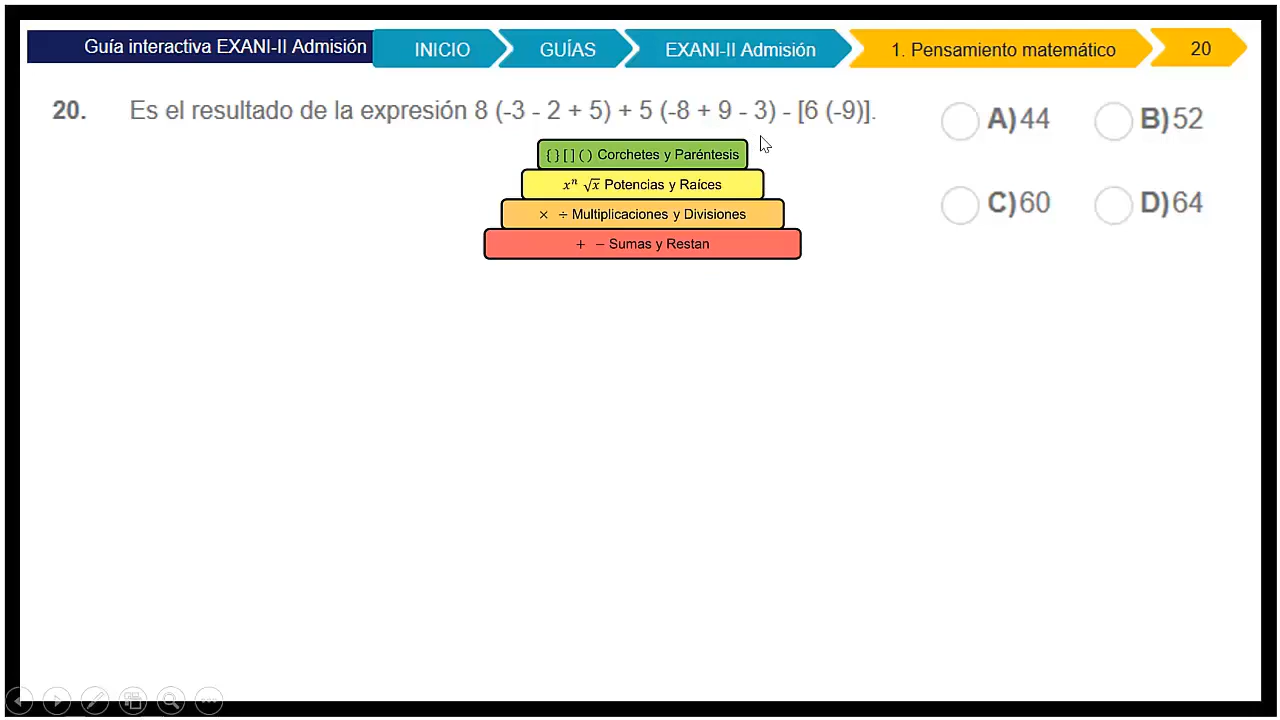 Guía interactiva EXANI-II Admisión INICIO GUÍAS EXANI-II Admisión 1. Pensamiento matemático 20
20. Es el resultado de la expresión 8 (-3 - 2 + 5) + 5 (-8 + 9 - 3) - [6 (-9)].
A) 44 B) 52
C) 60 D) 64
{ } [ ] ( ) Corchetes y Paréntesis
xⁿ √x Potencias y Raíces
× ÷ Multiplicaciones y Divisiones
+ − Sumas y Restan